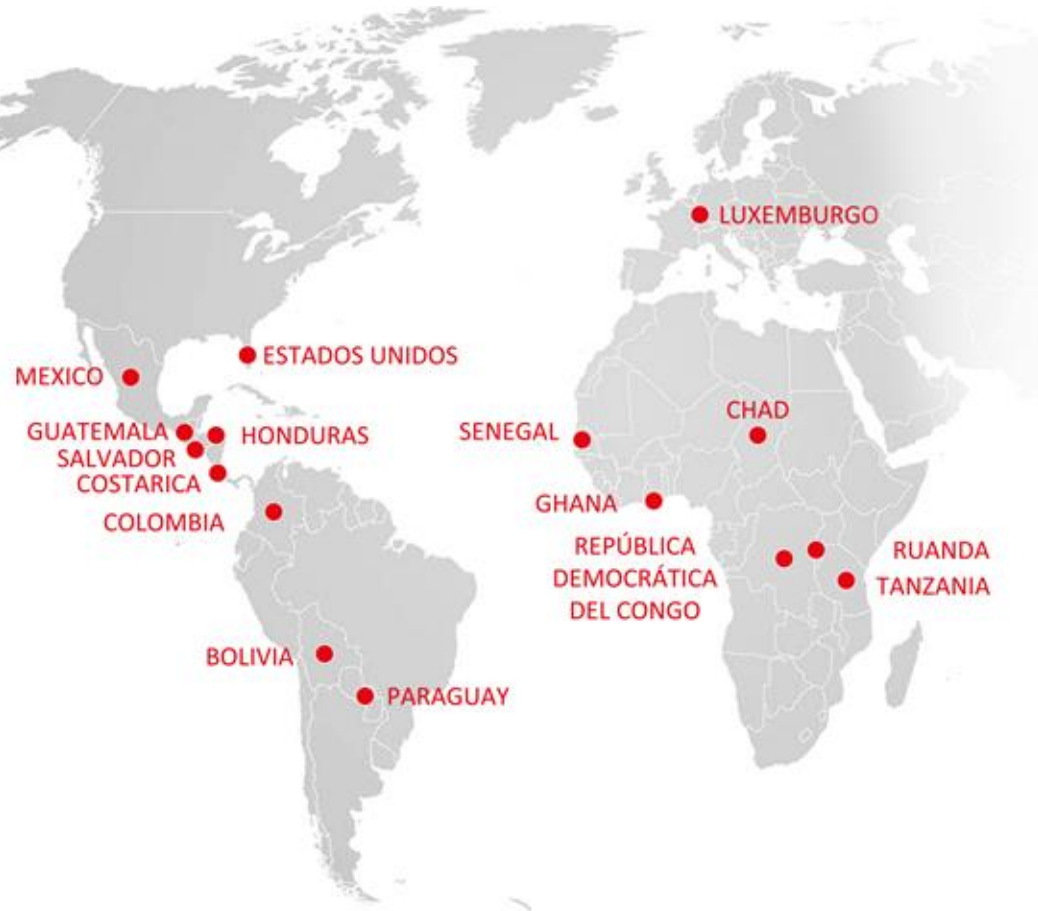 LUXEMBURGO
ESTADOS UNIDOS
MEXICO
GUATEMALA
HONDURAS
SALVADOR
COSTARICA
COLOMBIA
BOLIVIA
PARAGUAY
SENEGAL
CHAD
GHANA
REPÚBLICA
DEMOCRÁTICA
DEL CONGO
RUANDA
TANZANIA